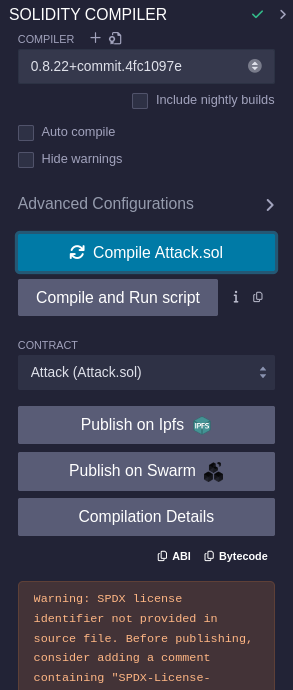 SOLIDITY COMPILER
COMPILER
0.8.22+commit.4fc1097e
Include nightly builds
Auto compile
Hide warnings
Advanced Configurations
Compile Attack.sol
Compile and Run script
CONTRACT
Attack (Attack.sol)
Publish on Ipfs IPFS
Publish on Swarm
Compilation Details
ABI Bytecode
Warning: SPDX license
identifier not provided in
source file. Before publishing,
consider adding a comment
containing "SPDX-License-